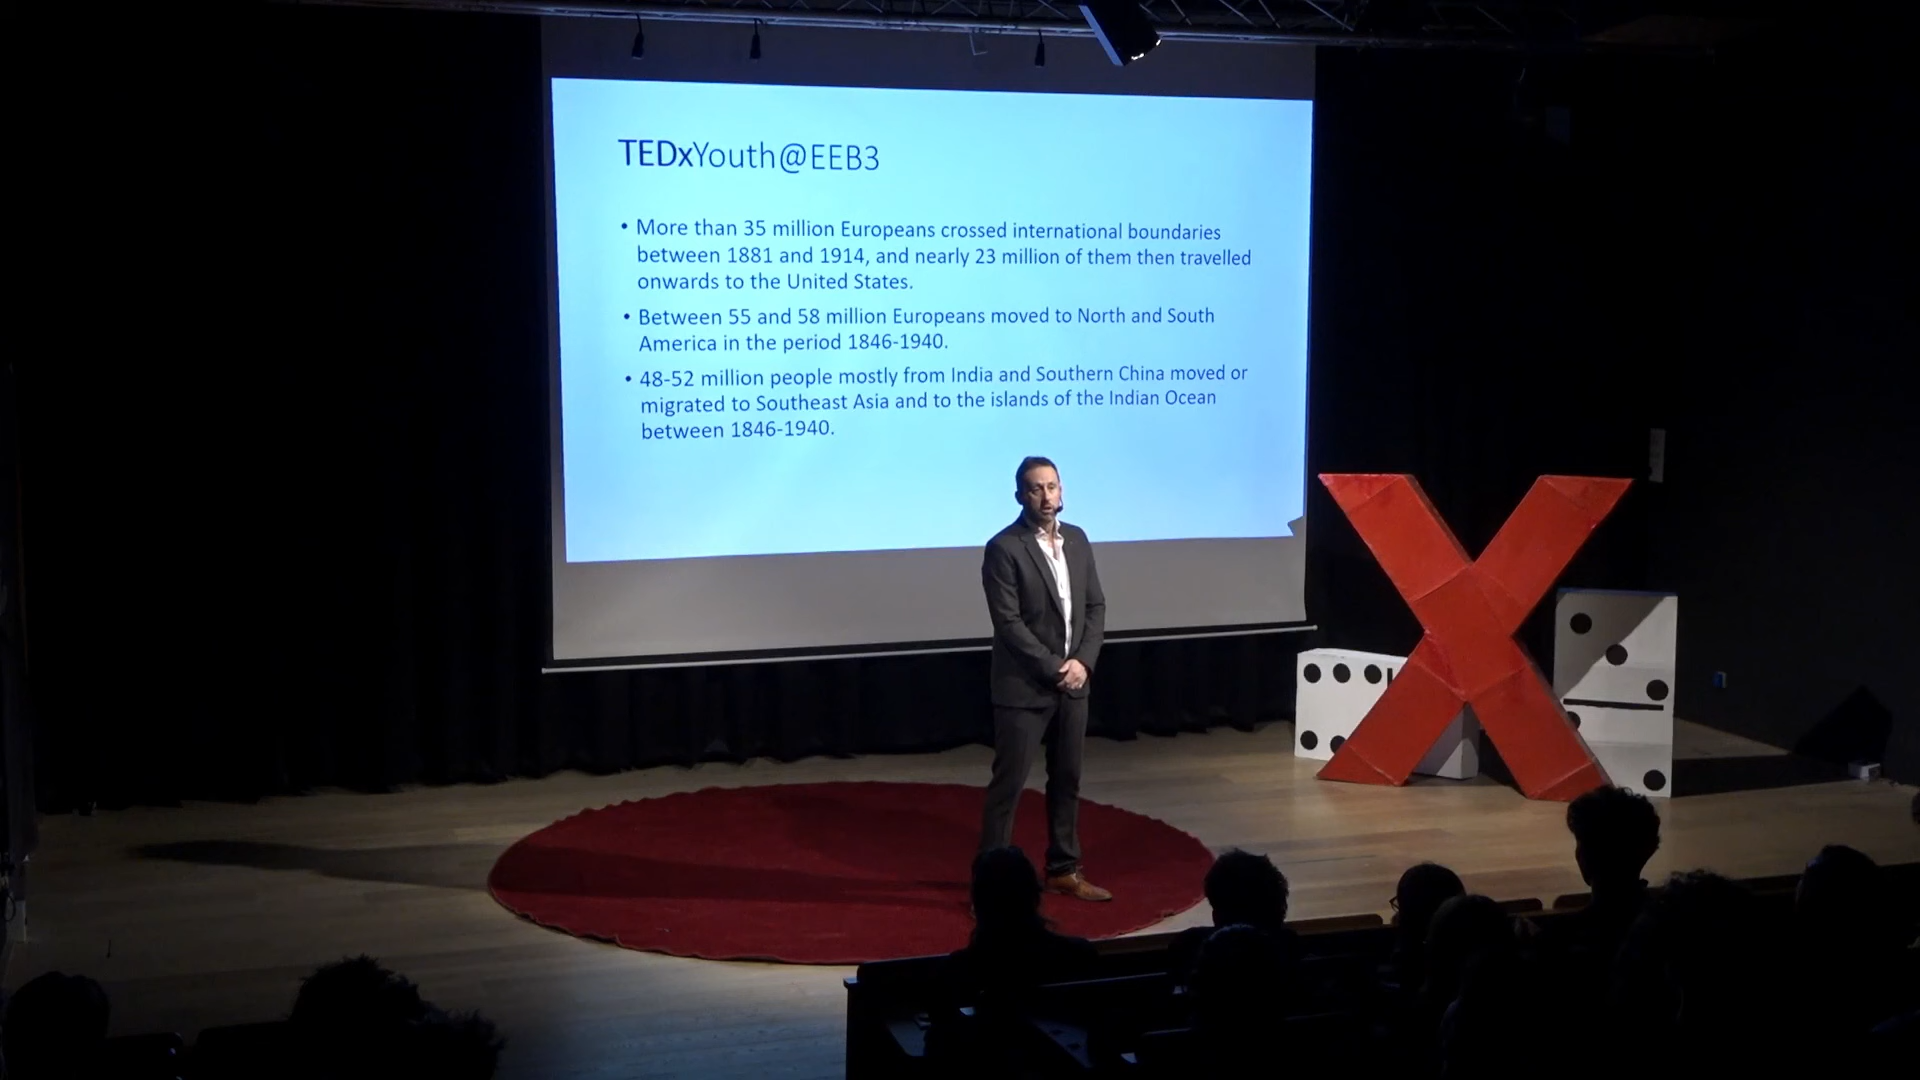 TEDxYouth@EEB3
• More than 35 million Europeans crossed international boundaries
between 1881 and 1914, and nearly 23 million of them then travelled
onwards to the United States.
• Between 55 and 58 million Europeans moved to North and South
America in the period 1846-1940.
• 48-52 million people mostly from India and Southern China moved or
migrated to Southeast Asia and to the islands of the Indian Ocean
between 1846-1940.
X